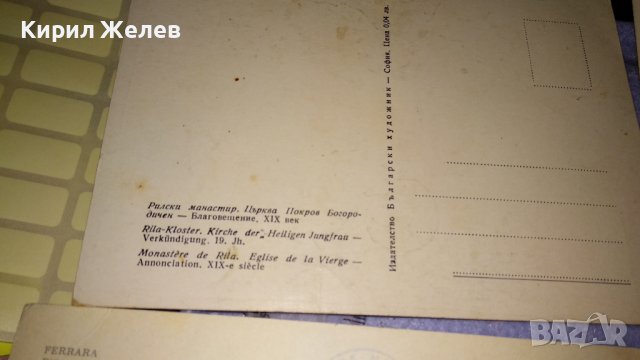 Кирил Желев
Рилски манастир. Църква Покров Богоро-
дичен — Благовещение, XIX век
Rila-Kloster. Kirche der „Heiligen Jungfrau —
Verkündigung. 19. Jh.
Monastère de Rila. Eglise de la Vierge —
Annonciation. XIX-e siècle
Издателство Български художник — София. Цена 0,04 лв.
FERRARA
BAZAR